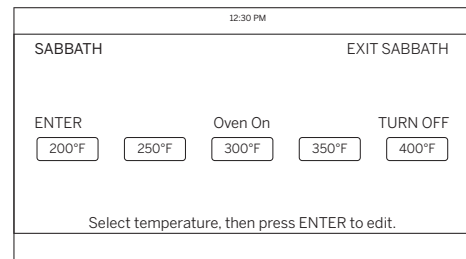 12:30 PM
SABBATH EXIT SABBATH
ENTER Oven On TURN OFF
200°F 250°F 300°F 350°F 400°F
Select temperature, then press ENTER to edit.